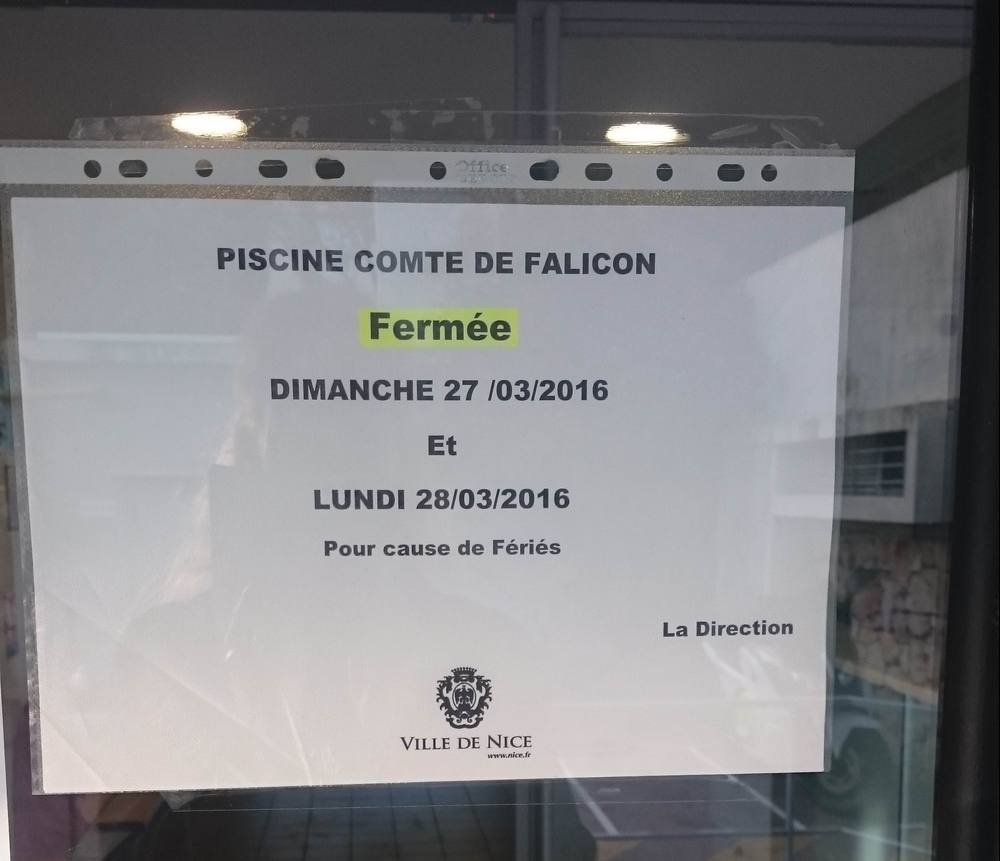 Office
PISCINE COMTE DE FALICON
Fermée
DIMANCHE 27 /03/2016
Et
LUNDI 28/03/2016
Pour cause de Fériés
La Direction
VILLE DE NICE
www.nice.fr